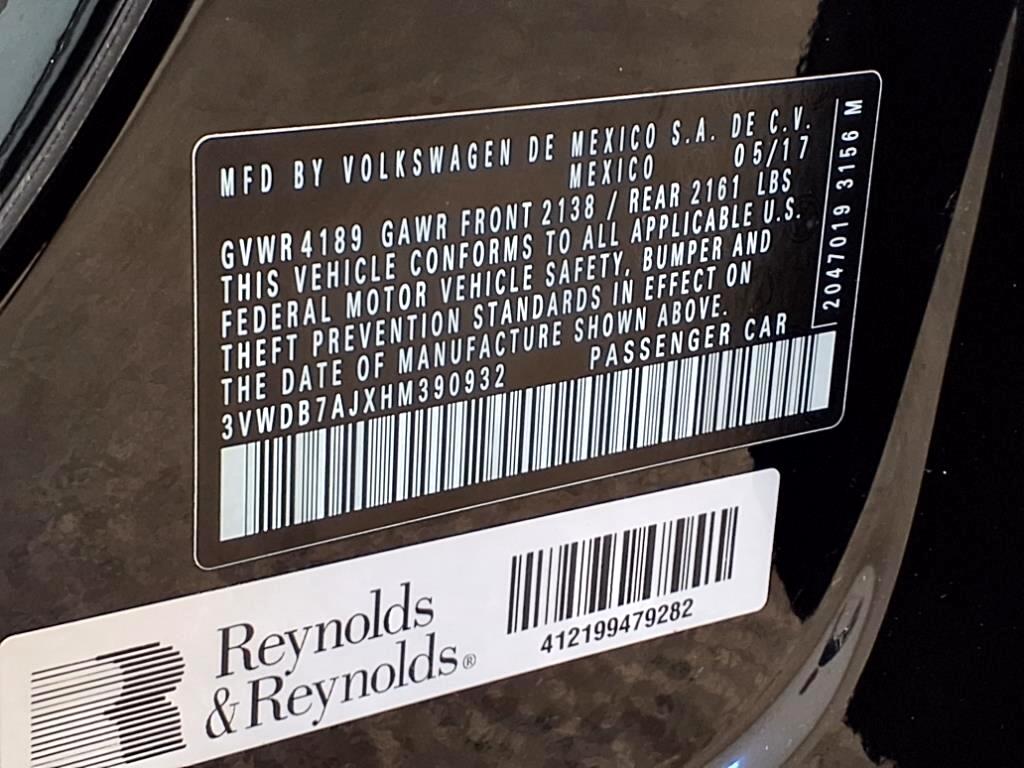 MFD BY VOLKSWAGEN DE MEXICO S.A. DE C.V.
MEXICO 05/17
GVWR 4189 GAWR FRONT 2138 / REAR 2161 LBS
THIS VEHICLE CONFORMS TO ALL APPLICABLE U.S.
FEDERAL MOTOR VEHICLE SAFETY, BUMPER AND
THEFT PREVENTION STANDARDS IN EFFECT ON
THE DATE OF MANUFACTURE SHOWN ABOVE.
3VWDB7AJXHM390932 PASSENGER CAR
2047019 3156 M
Reynolds
&Reynolds®
412199479282